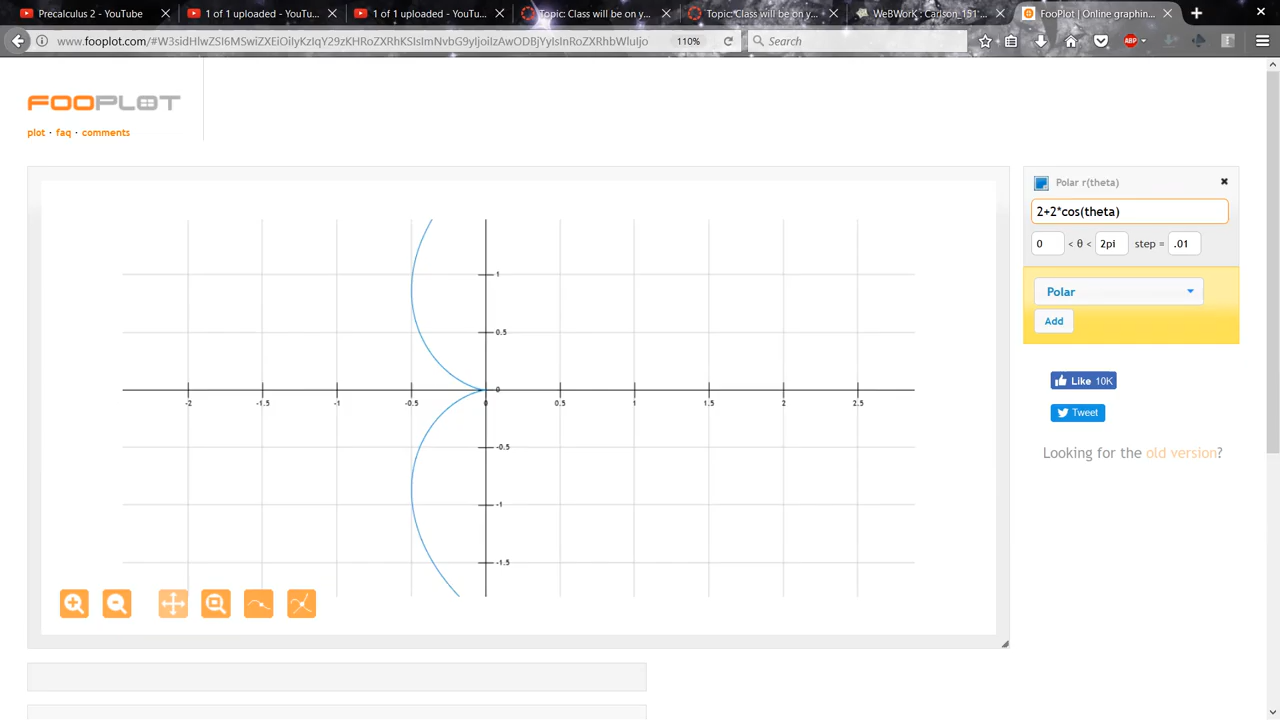 Precalculus 2 - YouTube
1 of 1 uploaded - YouTu...
1 of 1 uploaded - YouTu...
Topic: Class will be on y...
Topic: Class will be on y...
WeBWorK : Carlson_151'...
FooPlot | Online graphin...
www.fooplot.com/#W3sidHlwZSI6MSwiZXEiOiIyKzIqY29zKHRoZXRhKSIsImNvbG9yIjoiIzAwODBjYyIsInRoZXRhbWluIjo
110%
Search
ABP
FOOPLOT
plot · faq · comments
Polar r(theta)
2+2*cos(theta)
0 < θ < 2pi step = .01
Polar
Add
Like 10K
Tweet
Looking for the old version?
1
0.5
0
-2 -1.5 -1 -0.5 0 0.5 1 1.5 2 2.5
-0.5
-1
-1.5